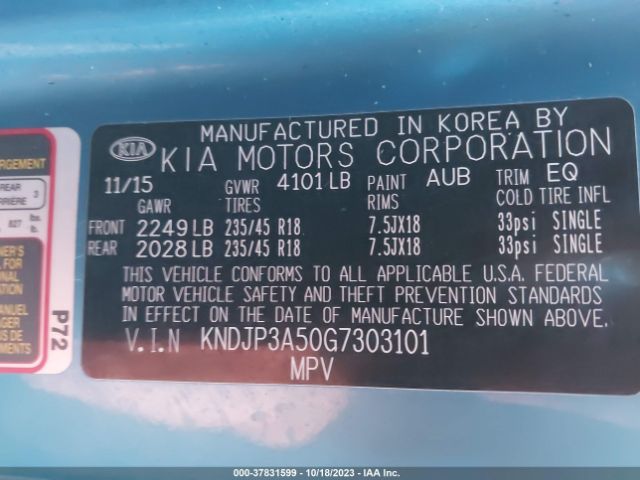 MANUFACTURED IN KOREA BY
KIA KIA MOTORS CORPORATION
11/15 GVWR 4101 LB PAINT AUB TRIM EQ
GAWR TIRES RIMS COLD TIRE INFL
FRONT 2249 LB 235/45 R18 7.5JX18 33psi SINGLE
REAR 2028 LB 235/45 R18 7.5JX18 33psi SINGLE
THIS VEHICLE CONFORMS TO ALL APPLICABLE U.S.A. FEDERAL
MOTOR VEHICLE SAFETY AND THEFT PREVENTION STANDARDS
IN EFFECT ON THE DATE OF MANUFACTURE SHOWN ABOVE.
V.I.N KNDJP3A50G7303101
MPV
REAR 3
827 lbs.
P72
000-37831599 - 10/18/2023 - IAA Inc.